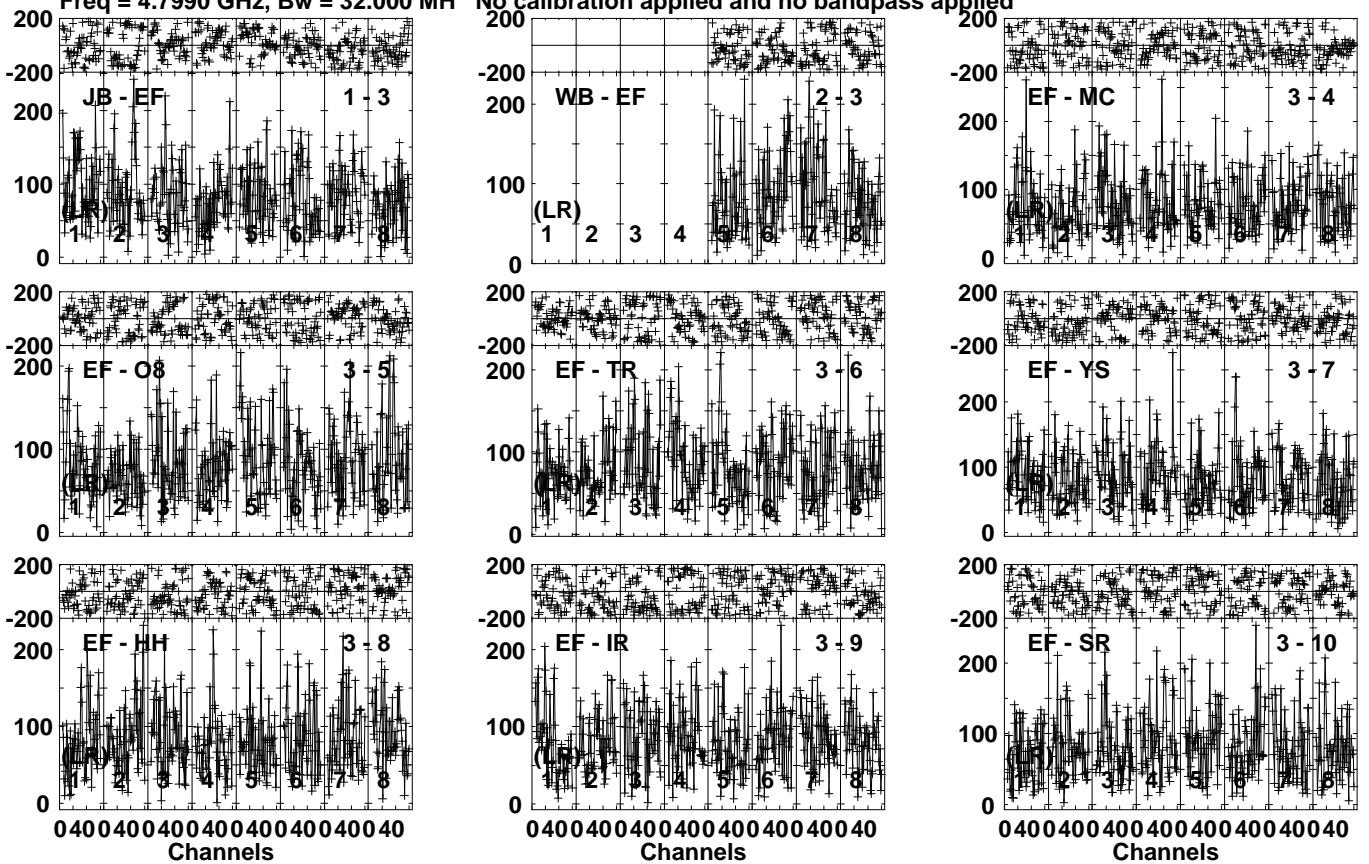 Freq = 4.7990 GHz, Bw = 32.000 MH No calibration applied and no bandpass applied
200
-200
JB - EF 1 - 3
200
100
0
(LR)
1 2 3 4 5 6 7 8
200
-200
WB - EF 2 - 3
200
100
0
(LR)
1 2 3 4 5 6 7 8
200
-200
EF - MC 3 - 4
200
100
0
(LR)
1 2 3 4 5 6 7 8
200
-200
EF - O8 3 - 5
200
100
0
(LR)
1 2 3 4 5 6 7 8
200
-200
EF - TR 3 - 6
200
100
0
(LR)
1 2 3 4 5 6 7 8
200
-200
EF - YS 3 - 7
200
100
0
(LR)
1 2 3 4 5 6 7 8
200
-200
EF - HH 3 - 8
200
100
0
(LR)
1 2 3 4 5 6 7 8
0 40 0 40 0 40 0 40 0 40 0 40 0 40 0 40
Channels
200
-200
EF - IR 3 - 9
200
100
0
(LR)
1 2 3 4 5 6 7 8
0 40 0 40 0 40 0 40 0 40 0 40 0 40 0 40
Channels
200
-200
EF - SR 3 - 10
200
100
0
(LR)
1 2 3 4 5 6 7 8
0 40 0 40 0 40 0 40 0 40 0 40 0 40 0 40
Channels